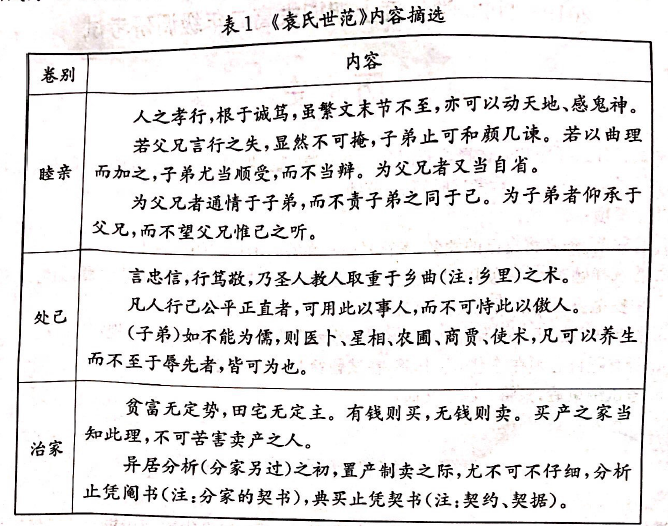 表1 《袁氏世范》内容摘选
卷别
内容
睦亲
人之孝行,根于诚笃,虽繁文末节不至,亦可以动天地、感鬼神。
若父兄言行之失,显然不可掩,子弟止可和颜几谏。若以曲理
而加之,子弟尤当顺受,而不当辩。为父兄者又当自省。
为父兄者通情于子弟,而不责子弟之同于己。为子弟者仰承于
父兄,而不望父兄惟己之听。
处己
言忠信,行笃敬,乃圣人教人取重于乡曲(注:乡里)之术。
凡人行己公平正直者,可用此以事人,而不可恃此以傲人。
(子弟)如不能为儒,则医卜、星相、农圃、商贾、伎术,凡可以养生
而不至于辱先者,皆可为也。
治家
贫富无定势,田宅无定主。有钱则买,无钱则卖。买产之家当
知此理,不可苦害卖产之人。
异居分析(分家另过)之初,置产制卖之际,尤不可不仔细,分析
止凭阄书(注:分家的契书),典买止凭契书(注:契约、契据)。